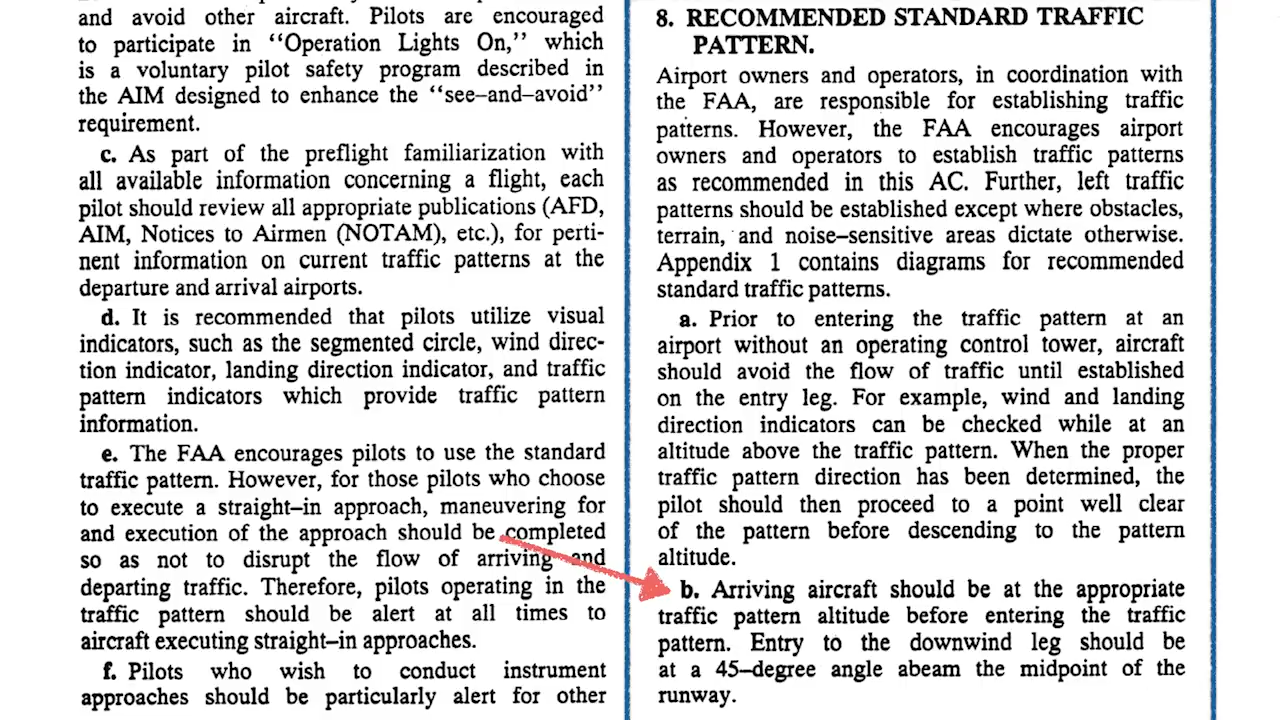 and avoid other aircraft. Pilots are encouraged
to participate in “Operation Lights On,” which
is a voluntary pilot safety program described in
the AIM designed to enhance the “see–and–avoid”
requirement.
c. As part of the preflight familiarization with
all available information concerning a flight, each
pilot should review all appropriate publications (AFD,
AIM, Notices to Airmen (NOTAM), etc.), for perti-
nent information on current traffic patterns at the
departure and arrival airports.
d. It is recommended that pilots utilize visual
indicators, such as the segmented circle, wind direc-
tion indicator, landing direction indicator, and traffic
pattern indicators which provide traffic pattern
information.
e. The FAA encourages pilots to use the standard
traffic pattern. However, for those pilots who choose
to execute a straight–in approach, maneuvering for
and execution of the approach should be completed
so as not to disrupt the flow of arriving and
departing traffic. Therefore, pilots operating in the
traffic pattern should be alert at all times to
aircraft executing straight–in approaches.
f. Pilots who wish to conduct instrument
approaches should be particularly alert for other
8. RECOMMENDED STANDARD TRAFFIC
PATTERN.
Airport owners and operators, in coordination with
the FAA, are responsible for establishing traffic
patterns. However, the FAA encourages airport
owners and operators to establish traffic patterns
as recommended in this AC. Further, left traffic
patterns should be established except where obstacles,
terrain, and noise–sensitive areas dictate otherwise.
Appendix 1 contains diagrams for recommended
standard traffic patterns.
a. Prior to entering the traffic pattern at an
airport without an operating control tower, aircraft
should avoid the flow of traffic until established
on the entry leg. For example, wind and landing
direction indicators can be checked while at an
altitude above the traffic pattern. When the proper
traffic pattern direction has been determined, the
pilot should then proceed to a point well clear
of the pattern before descending to the pattern
altitude.
b. Arriving aircraft should be at the appropriate
traffic pattern altitude before entering the traffic
pattern. Entry to the downwind leg should be
at a 45–degree angle abeam the midpoint of the
runway.